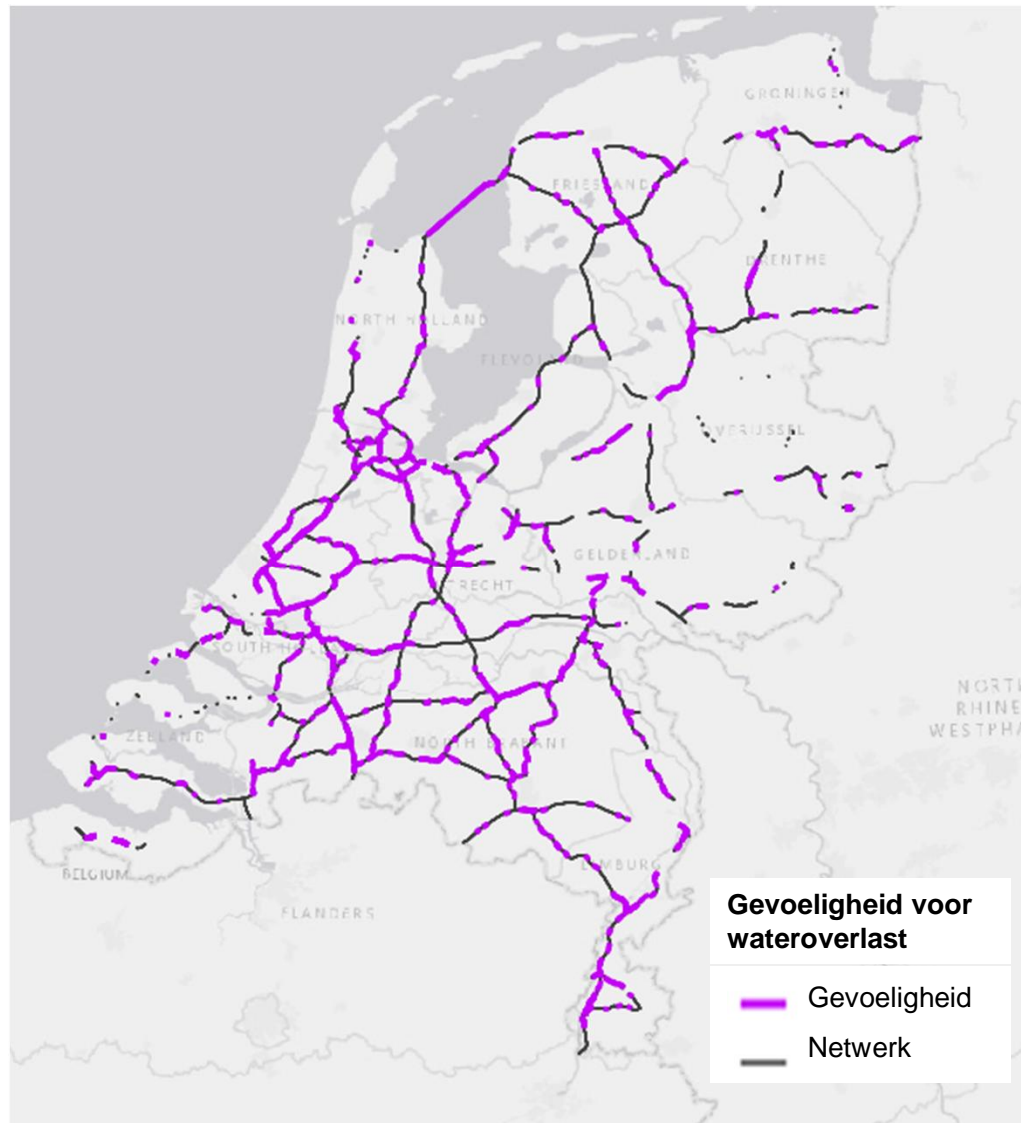 GRONINGEN
FRIESLAND
DRENTHE
NORTH HOLLAND
FLEVOLAND
OVERIJSSEL
GELDERLAND
UTRECHT
SOUTH HOLLAND
NORTH
RHINE
WESTPHA
ZEELAND
NORTH BRABANT
LIMBURG
BELGIUM
FLANDERS
Gevoeligheid voor
wateroverlast
Gevoeligheid
Netwerk